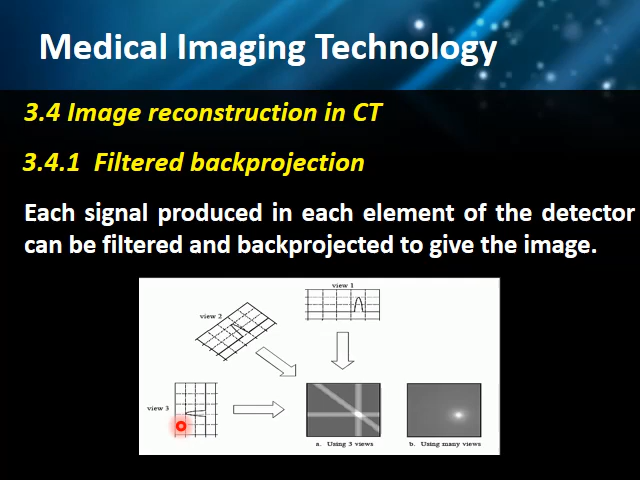 Medical Imaging Technology
3.4 Image reconstruction in CT
3.4.1 Filtered backprojection
Each signal produced in each element of the detector
can be filtered and backprojected to give the image.
view 1
view 2
view 3
a. Using 3 views
b. Using many views